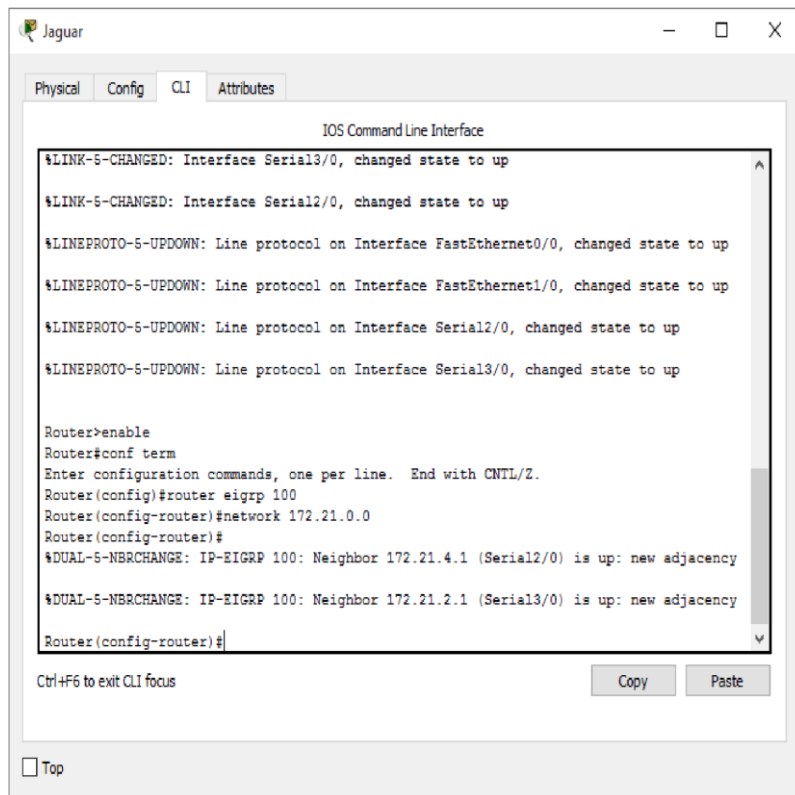 Jaguar
Physical Config CLI Attributes
IOS Command Line Interface
%LINK-5-CHANGED: Interface Serial3/0, changed state to up
%LINK-5-CHANGED: Interface Serial2/0, changed state to up
%LINEPROTO-5-UPDOWN: Line protocol on Interface FastEthernet0/0, changed state to up
%LINEPROTO-5-UPDOWN: Line protocol on Interface FastEthernet1/0, changed state to up
%LINEPROTO-5-UPDOWN: Line protocol on Interface Serial2/0, changed state to up
%LINEPROTO-5-UPDOWN: Line protocol on Interface Serial3/0, changed state to up
Router>enable
Router#conf term
Enter configuration commands, one per line.  End with CNTL/Z.
Router(config)#router eigrp 100
Router(config-router)#network 172.21.0.0
Router(config-router)#
%DUAL-5-NBRCHANGE: IP-EIGRP 100: Neighbor 172.21.4.1 (Serial2/0) is up: new adjacency
%DUAL-5-NBRCHANGE: IP-EIGRP 100: Neighbor 172.21.2.1 (Serial3/0) is up: new adjacency
Router(config-router)#
Ctrl+F6 to exit CLI focus
Copy Paste
Top